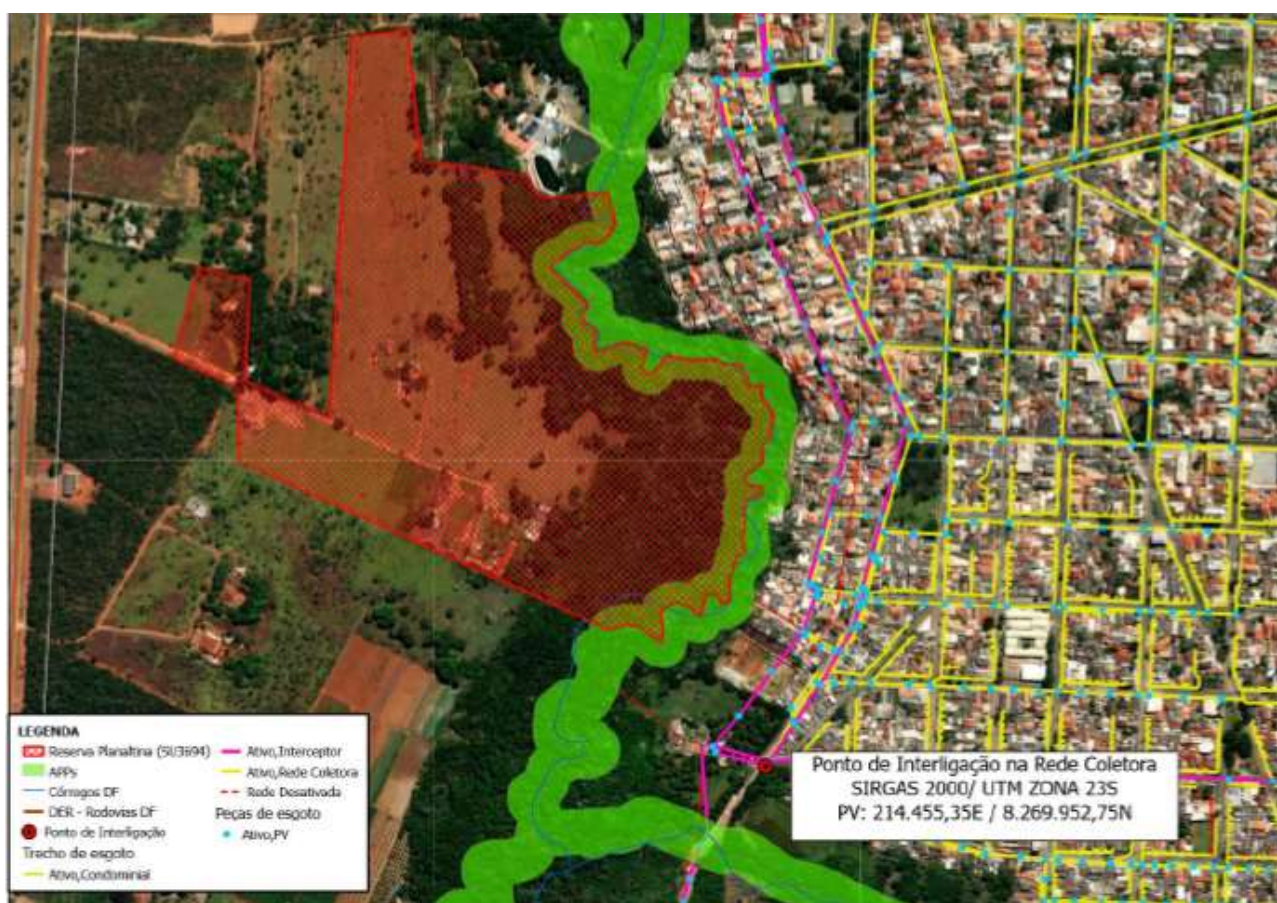 LEGENDA
Reserva Planaltina (SU3694)
APPs
Córregos DF
DER - Rodovias DF
Ponto de Interligação
Trecho de esgoto
Ativo,Condominial
Ativo,Interceptor
Ativo,Rede Coletora
Rede Desativada
Peças de esgoto
Ativo,PV
Ponto de Interligação na Rede Coletora
SIRGAS 2000/ UTM ZONA 23S
PV: 214.455,35E / 8.269.952,75N